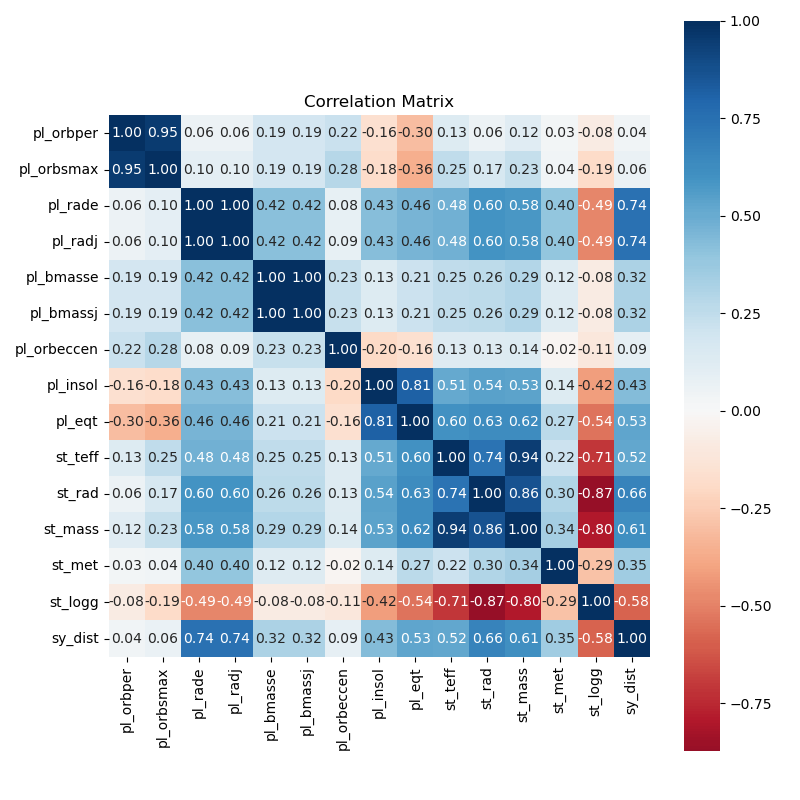 Correlation Matrix
pl_orbper 1.00 0.95 0.06 0.06 0.19 0.19 0.22 -0.16 -0.30 0.13 0.06 0.12 0.03 -0.08 0.04
pl_orbsmax 0.95 1.00 0.10 0.10 0.19 0.19 0.28 -0.18 -0.36 0.25 0.17 0.23 0.04 -0.19 0.06
pl_rade 0.06 0.10 1.00 1.00 0.42 0.42 0.08 0.43 0.46 0.48 0.60 0.58 0.40 -0.49 0.74
pl_radj 0.06 0.10 1.00 1.00 0.42 0.42 0.09 0.43 0.46 0.48 0.60 0.58 0.40 -0.49 0.74
pl_bmasse 0.19 0.19 0.42 0.42 1.00 1.00 0.23 0.13 0.21 0.25 0.26 0.29 0.12 -0.08 0.32
pl_bmassj 0.19 0.19 0.42 0.42 1.00 1.00 0.23 0.13 0.21 0.25 0.26 0.29 0.12 -0.08 0.32
pl_orbeccen 0.22 0.28 0.08 0.09 0.23 0.23 1.00 -0.20 -0.16 0.13 0.13 0.14 -0.02 -0.11 0.09
pl_insol -0.16 -0.18 0.43 0.43 0.13 0.13 -0.20 1.00 0.81 0.51 0.54 0.53 0.14 -0.42 0.43
pl_eqt -0.30 -0.36 0.46 0.46 0.21 0.21 -0.16 0.81 1.00 0.60 0.63 0.62 0.27 -0.54 0.53
st_teff 0.13 0.25 0.48 0.48 0.25 0.25 0.13 0.51 0.60 1.00 0.74 0.94 0.22 -0.71 0.52
st_rad 0.06 0.17 0.60 0.60 0.26 0.26 0.13 0.54 0.63 0.74 1.00 0.86 0.30 -0.87 0.66
st_mass 0.12 0.23 0.58 0.58 0.29 0.29 0.14 0.53 0.62 0.94 0.86 1.00 0.34 -0.80 0.61
st_met 0.03 0.04 0.40 0.40 0.12 0.12 -0.02 0.14 0.27 0.22 0.30 0.34 1.00 -0.29 0.35
st_logg -0.08 -0.19 -0.49 -0.49 -0.08 -0.08 -0.11 -0.42 -0.54 -0.71 -0.87 -0.80 -0.29 1.00 -0.58
sy_dist 0.04 0.06 0.74 0.74 0.32 0.32 0.09 0.43 0.53 0.52 0.66 0.61 0.35 -0.58 1.00
pl_orbper
pl_orbsmax
pl_rade
pl_radj
pl_bmasse
pl_bmassj
pl_orbeccen
pl_insol
pl_eqt
st_teff
st_rad
st_mass
st_met
st_logg
sy_dist
1.00
0.75
0.50
0.25
0.00
−0.25
−0.50
−0.75